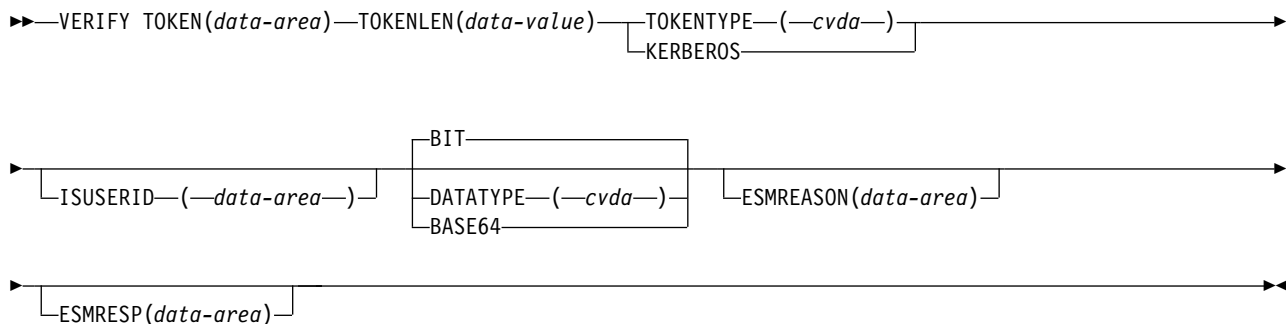 VERIFY TOKEN(data-area) TOKENLEN(data-value) TOKENTYPE ( cvda )
KERBEROS
BIT
ISUSERID ( data-area ) DATATYPE ( cvda ) ESMREASON(data-area)
BASE64
ESMRESP(data-area)